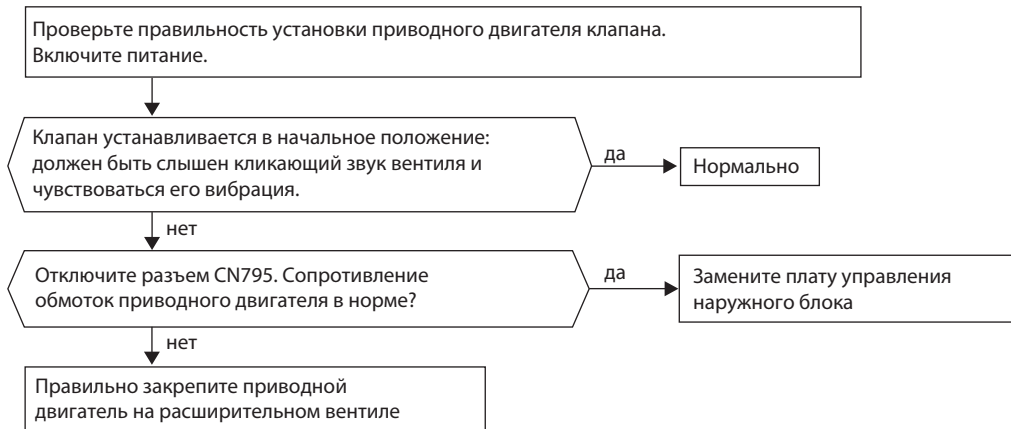 Проверьте правильность установки приводного двигателя клапана.
Включите питание.
Клапан устанавливается в начальное положение:
должен быть слышен кликающий звук вентиля и
чувствоваться его вибрация.
да
Нормально
нет
Отключите разъем CN795. Сопротивление
обмоток приводного двигателя в норме?
да
Замените плату управления
наружного блока
нет
Правильно закрепите приводной
двигатель на расширительном вентиле